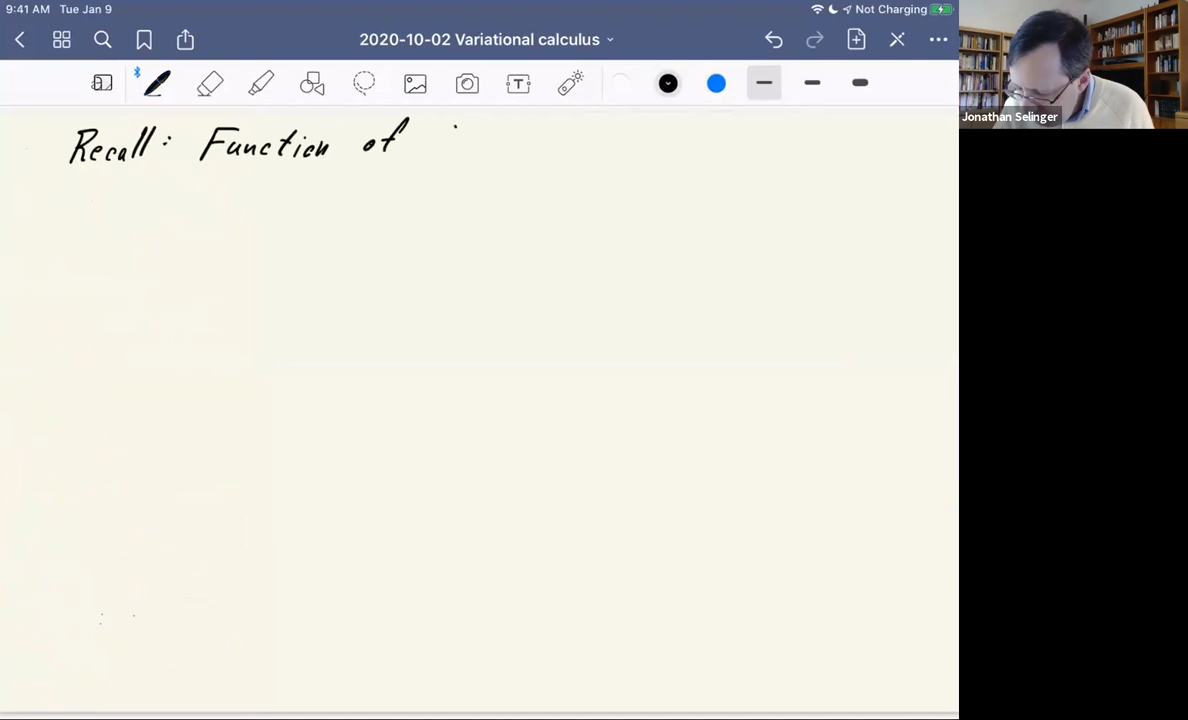 9:41 AM Tue Jan 9
Not Charging
2020-10-02 Variational calculus
T
Jonathan Selinger
Recall: Function of